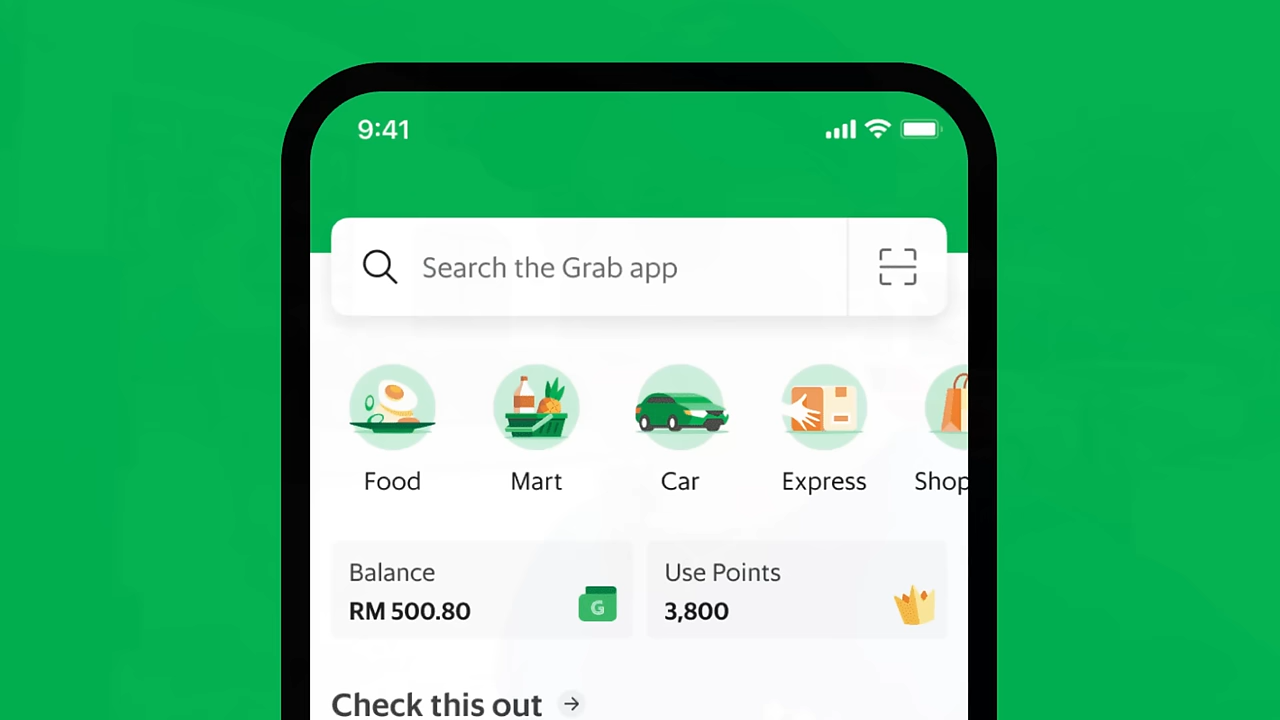 9:41
Search the Grab app
Food
Mart
Car
Express
Shop
Balance
RM 500.80
G
Use Points
3,800
Check this out